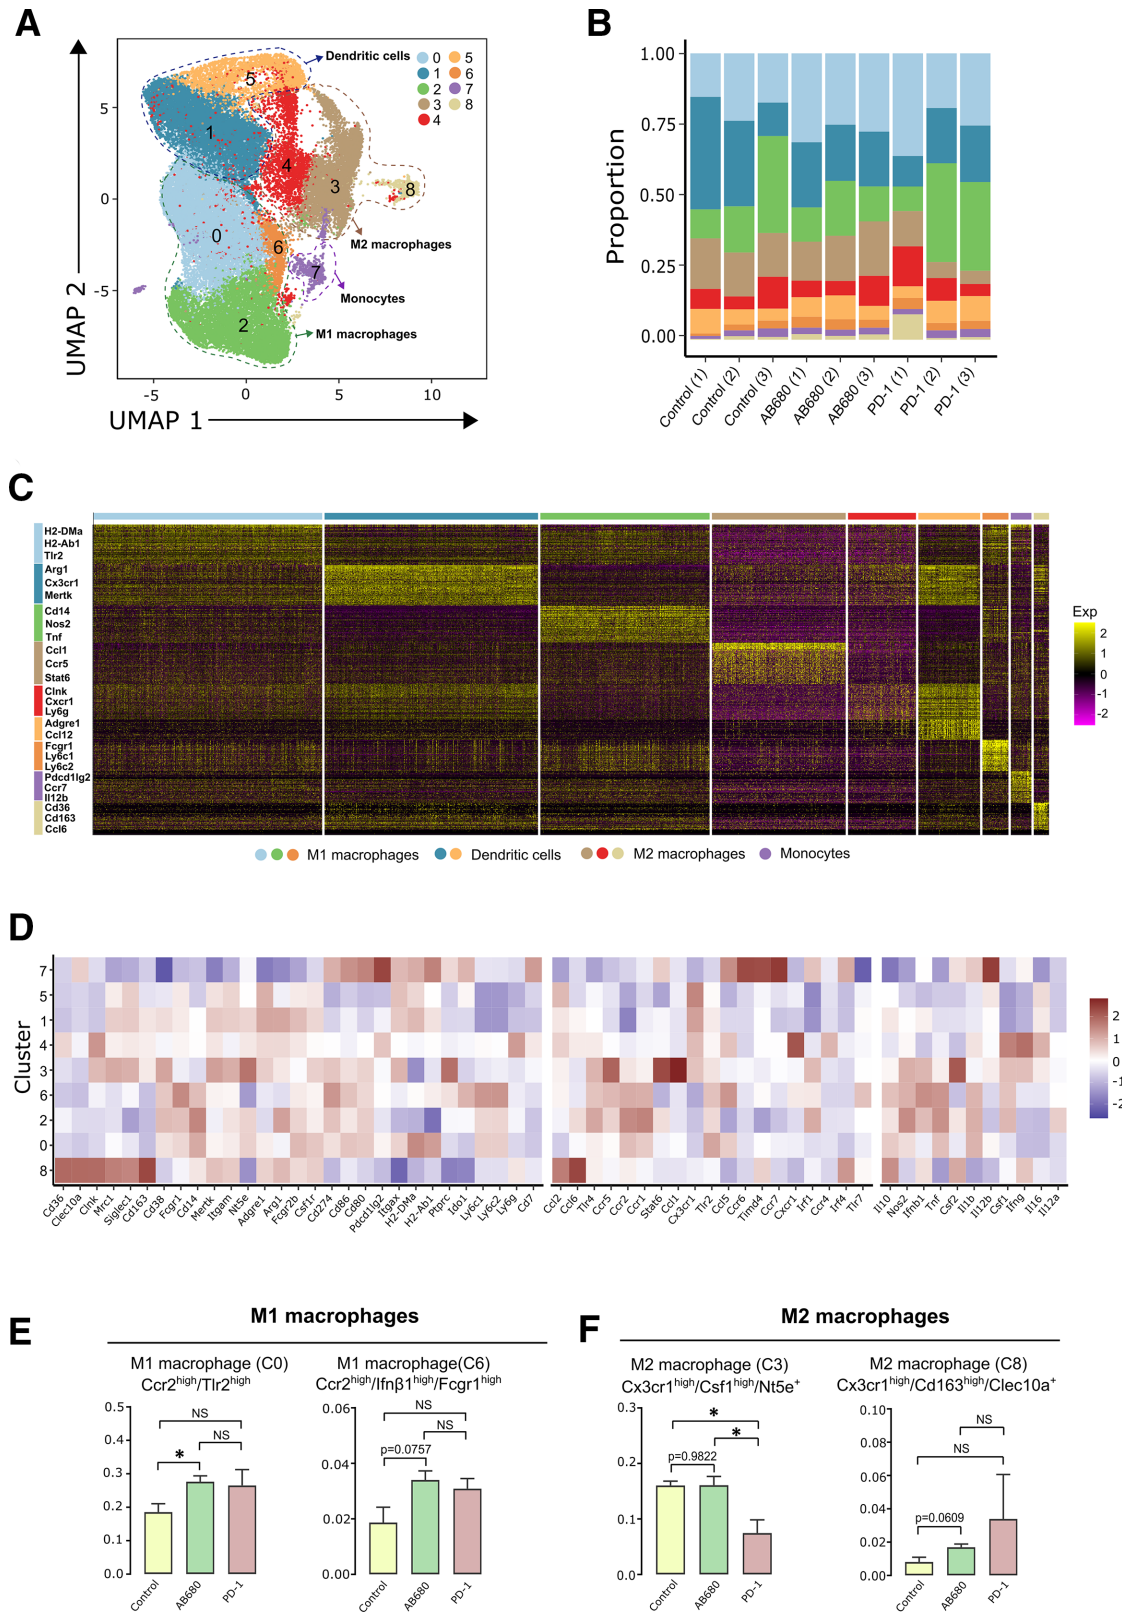 A
UMAP 2
5
0
-5
-5
0
5
10
UMAP 1
0
1
2
3
4
5
6
7
8
Dendritic cells
M2 macrophages
Monocytes
M1 macrophages
0
1
2
3
4
5
6
7
8
B
Proportion
1.00
0.75
0.50
0.25
0.00
Control (1)
Control (2)
Control (3)
AB680 (1)
AB680 (2)
AB680 (3)
PD-1 (1)
PD-1 (2)
PD-1 (3)
C
H2-DMa
H2-Ab1
Tlr2
Arg1
Cx3cr1
Mertk
Cd14
Nos2
Tnf
Ccl1
Ccr5
Stat6
Clnk
Cxcr1
Ly6g
Adgre1
Ccl12
Fcgr1
Ly6c1
Ly6c2
Pdcd1lg2
Ccr7
Il12b
Cd36
Cd163
Ccl6
Exp
2
1
0
-1
-2
M1 macrophages
Dendritic cells
M2 macrophages
Monocytes
D
Cluster
7
5
1
4
3
6
2
0
8
Cd36
Clec10a
Clnk
Mrc1
Siglec1
Cd163
Cd38
Fcgr1
Cd14
Mertk
Itgam
Nt5e
Adgre1
Arg1
Fcgr2b
Csf1r
Cd274
Cd86
Cd80
Pdcd1lg2
Itgax
H2-DMa
H2-Ab1
Ptprc
Ido1
Ly6c1
Ly6c2
Ly6g
Cd7
Ccl2
Ccl6
Tlr4
Ccr5
Ccr2
Ccr1
Stat6
Ccl1
Cx3cr1
Tlr2
Ccl5
Ccr6
Timd4
Ccr7
Cxcr1
Irf1
Ccr4
Irf4
Tlr7
Il10
Nos2
Ifnb1
Tnf
Csf2
Il1b
Il12b
Csf1
Ifng
Il16
Il12a
2
1
0
-1
-2
E
M1 macrophages
M1 macrophage (C0)
Ccr2high/Tlr2high
0.5
0.4
0.3
0.2
0.1
0.0
NS
NS
*
Control
AB680
PD-1
M1 macrophage(C6)
Ccr2high/Ifnβ1high/Fcgr1high
0.06
0.04
0.02
0.00
NS
NS
p=0.0757
Control
AB680
PD-1
F
M2 macrophages
M2 macrophage (C3)
Cx3cr1high/Csf1high/Nt5e+
0.3
0.2
0.1
0.0
*
*
p=0.9822
Control
AB680
PD-1
M2 macrophage (C8)
Cx3cr1high/Cd163high/Clec10a+
0.10
0.08
0.06
0.04
0.02
0.00
NS
NS
p=0.0609
Control
AB680
PD-1